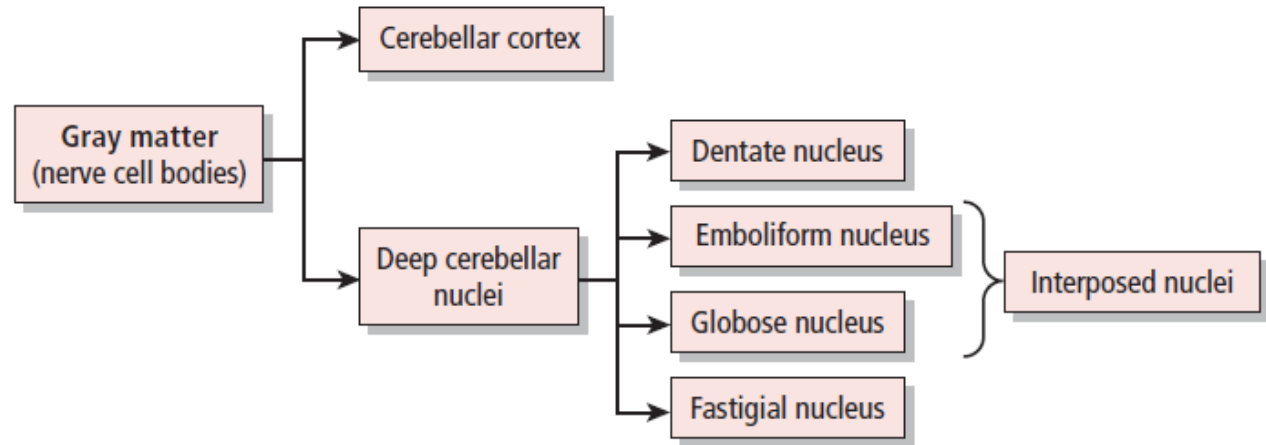 Cerebellar cortex
Gray matter
(nerve cell bodies)
Dentate nucleus
Emboliform nucleus
Deep cerebellar
nuclei
Interposed nuclei
Globose nucleus
Fastigial nucleus